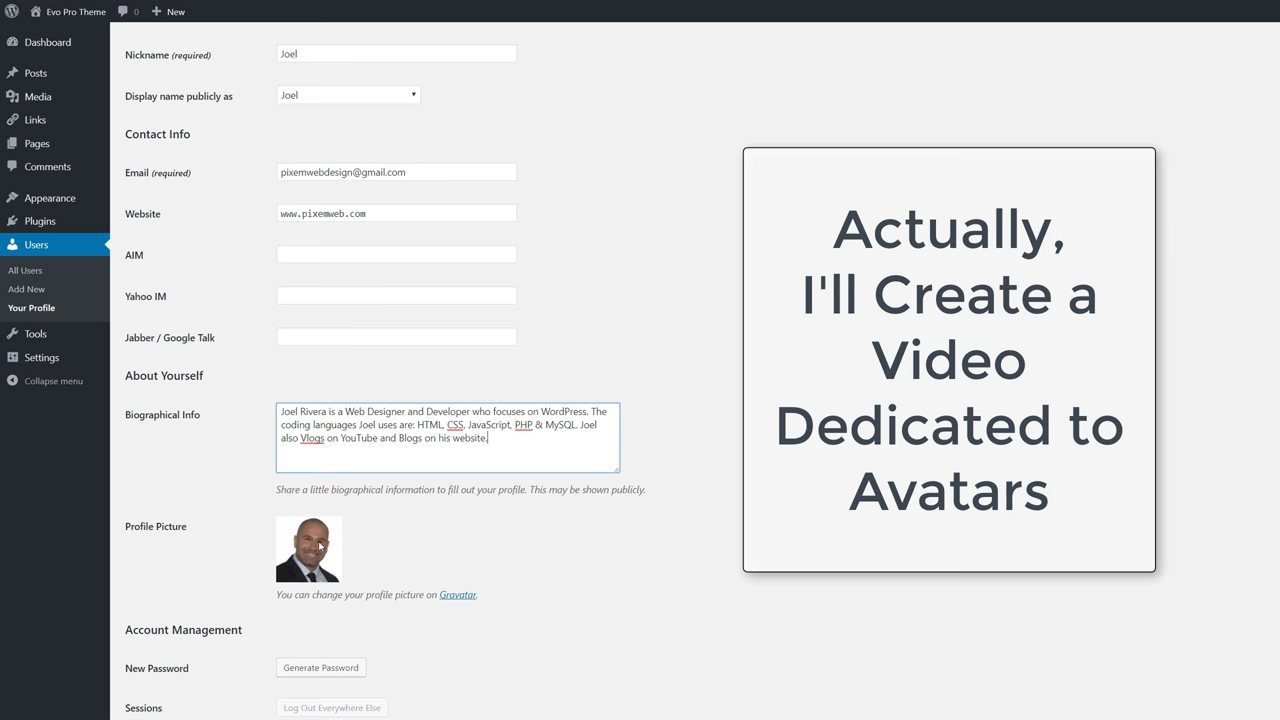 Evo Pro Theme 0 New
Dashboard
Posts
Media
Links
Pages
Comments
Appearance
Plugins
Users
All Users
Add New
Your Profile
Tools
Settings
Collapse menu
Nickname (required) Joel
Display name publicly as Joel
Contact Info
Email (required) pixemwebdesign@gmail.com
Website www.pixemweb.com
AIM
Yahoo IM
Jabber / Google Talk
About Yourself
Biographical Info
Joel Rivera is a Web Designer and Developer who focuses on WordPress. The
coding languages Joel uses are: HTML, CSS, JavaScript, PHP & MySQL. Joel
also Vlogs on YouTube and Blogs on his website.
Share a little biographical information to fill out your profile. This may be shown publicly.
Profile Picture
You can change your profile picture on Gravatar.
Account Management
New Password Generate Password
Sessions Log Out Everywhere Else
Actually,
I'll Create a
Video
Dedicated to
Avatars